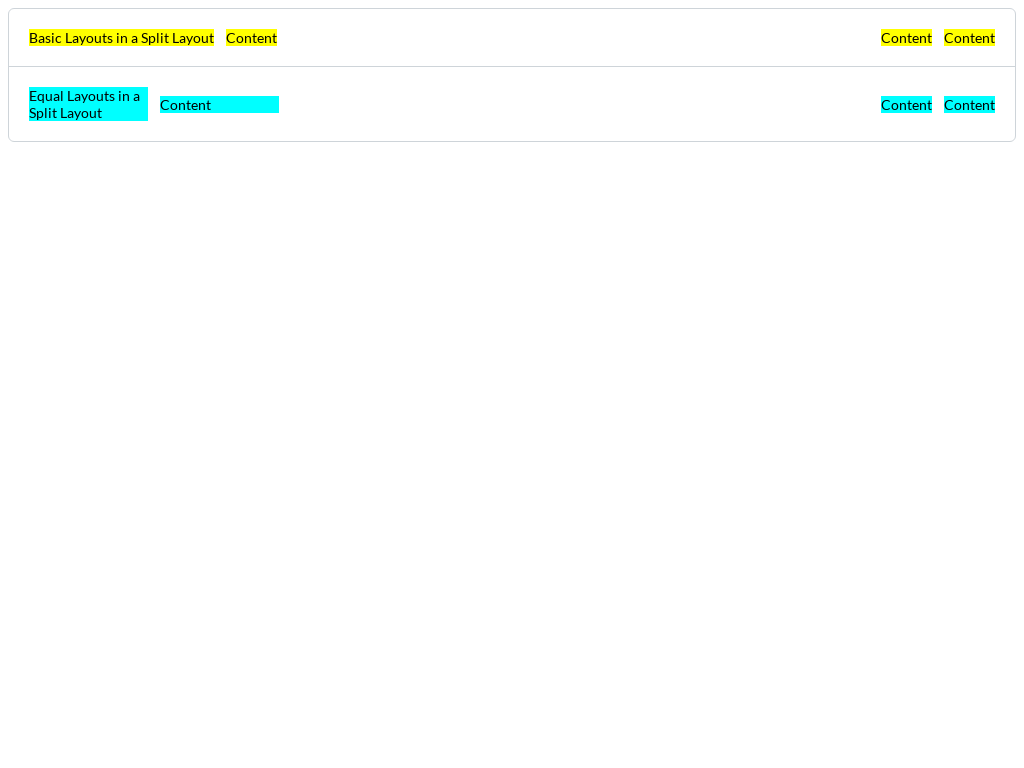 Basic Layouts in a Split Layout Content Content Content
Equal Layouts in a
Split Layout
Content Content Content